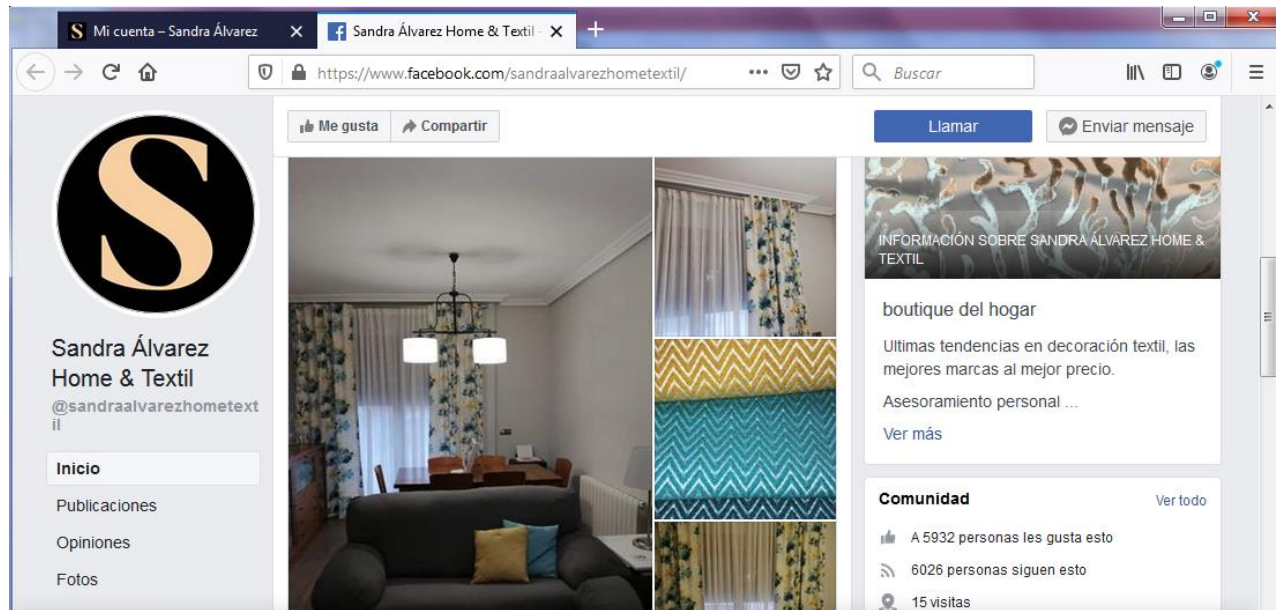 S Mi cuenta – Sandra Álvarez
f Sandra Álvarez Home & Textil -
https://www.facebook.com/sandraalvarezhometextil/
Buscar
Me gusta
Compartir
Llamar
Enviar mensaje
S
Sandra Álvarez
Home & Textil
@sandraalvarezhometext
il
Inicio
Publicaciones
Opiniones
Fotos
INFORMACIÓN SOBRE SANDRA ÁLVAREZ HOME &
TEXTIL
boutique del hogar
Ultimas tendencias en decoración textil, las
mejores marcas al mejor precio.
Asesoramiento personal ...
Ver más
Comunidad
Ver todo
A 5932 personas les gusta esto
6026 personas siguen esto
15 visitas